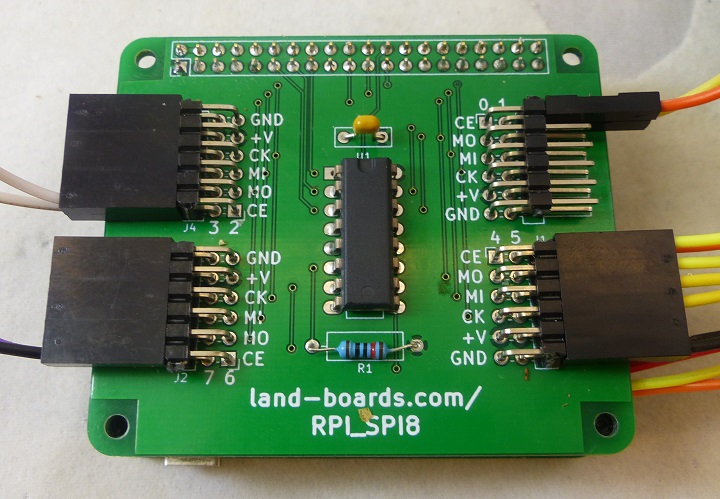 0 1
GND
+V
CK
MI
MO
CE
J4 3 2
U1
CE
MO
MI
CK
+V
GND
4 5 J1
GND
+V
CK
MI
MO
CE
J2 7 6
CE
MO
MI
CK
+V
GND
R1
land-boards.com/
RPI_SPI8